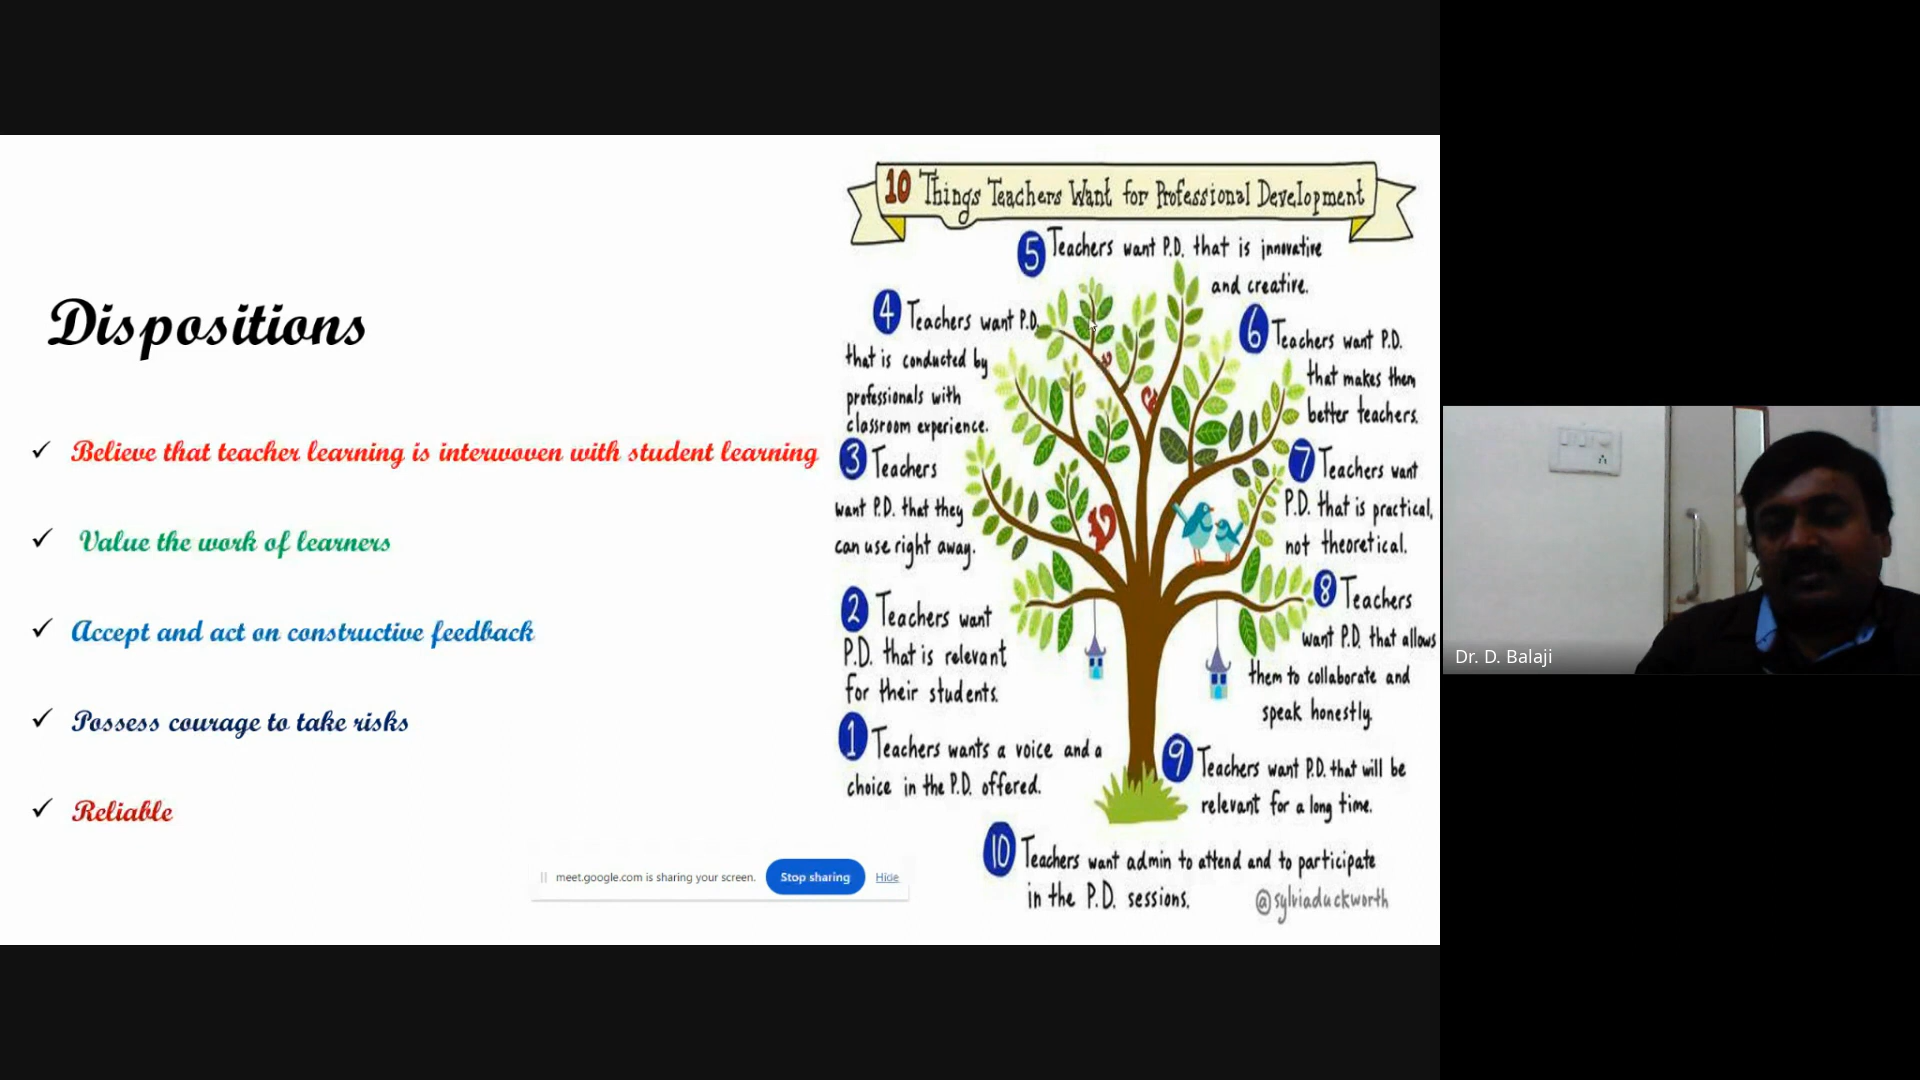 Dispositions
Believe that teacher learning is interwoven with student learning
Value the work of learners
Accept and act on constructive feedback
Possess courage to take risks
Reliable
10 Things Teachers Want for Professional Development
5 Teachers want P.D. that is innovative
and creative.
4 Teachers want P.D.
that is conducted by
professionals with
classroom experience.
3 Teachers
want P.D. that they
can use right away.
2 Teachers want
P.D. that is relevant
for their students.
1 Teachers wants a voice and a
choice in the P.D. offered.
6 Teachers want P.D.
that makes them
better teachers.
7 Teachers want
P.D. that is practical,
not theoretical.
8 Teachers
want P.D. that allows
them to collaborate and
speak honestly.
9 Teachers want P.D. that will be
relevant for a long time.
10 Teachers want admin to attend and to participate
in the P.D. sessions.
@sylviaduckworth
meet.google.com is sharing your screen. Stop sharing Hide
Dr. D. Balaji